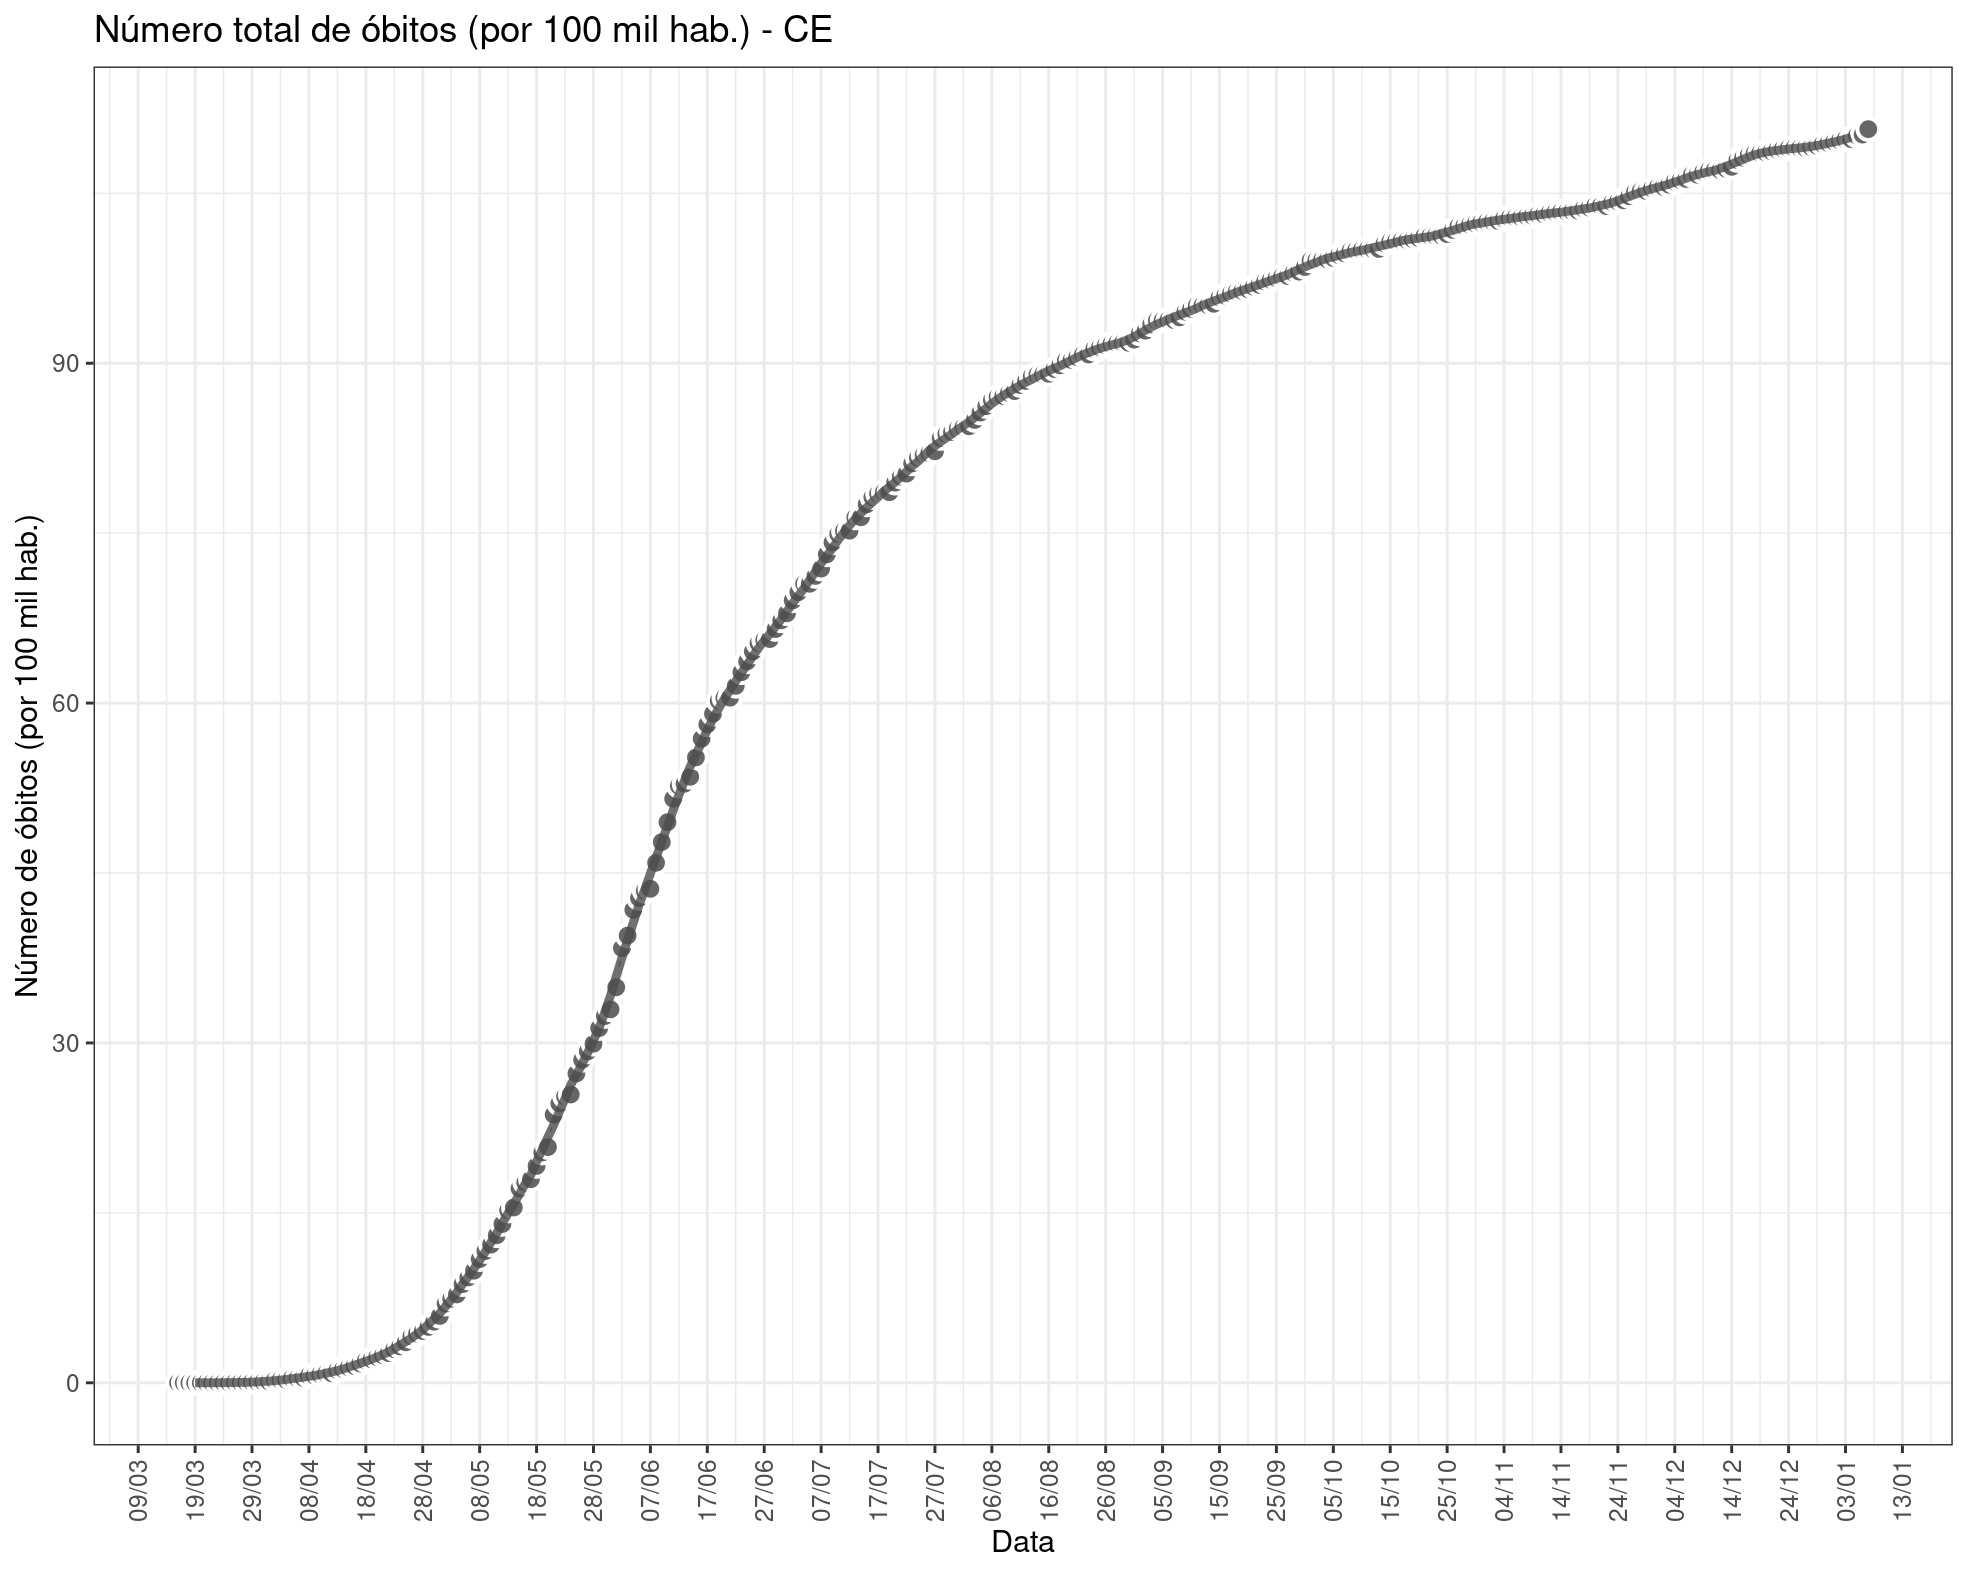 Número total de óbitos (por 100 mil hab.) - CE
Número de óbitos (por 100 mil hab.)
90
60
30
0
09/03 19/03 29/03 08/04 18/04 28/04 08/05 18/05 28/05 07/06 17/06 27/06 07/07 17/07 27/07 06/08 16/08 26/08 05/09 15/09 25/09 05/10 15/10 25/10 04/11 14/11 24/11 04/12 14/12 24/12 03/01 13/01
Data